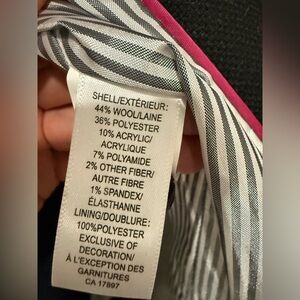 SHELL/EXTÉRIEUR:
44% WOOL/LAINE
36% POLYESTER
10% ACRYLIC/
ACRYLIQUE
7% POLYAMIDE
2% OTHER FIBER/
AUTRE FIBRE
1% SPANDEX/
ÉLASTHANNE
LINING/DOUBLURE:
100%POLYESTER
EXCLUSIVE OF
DECORATION/
À L'EXCEPTION DES
GARNITURES
CA 17897